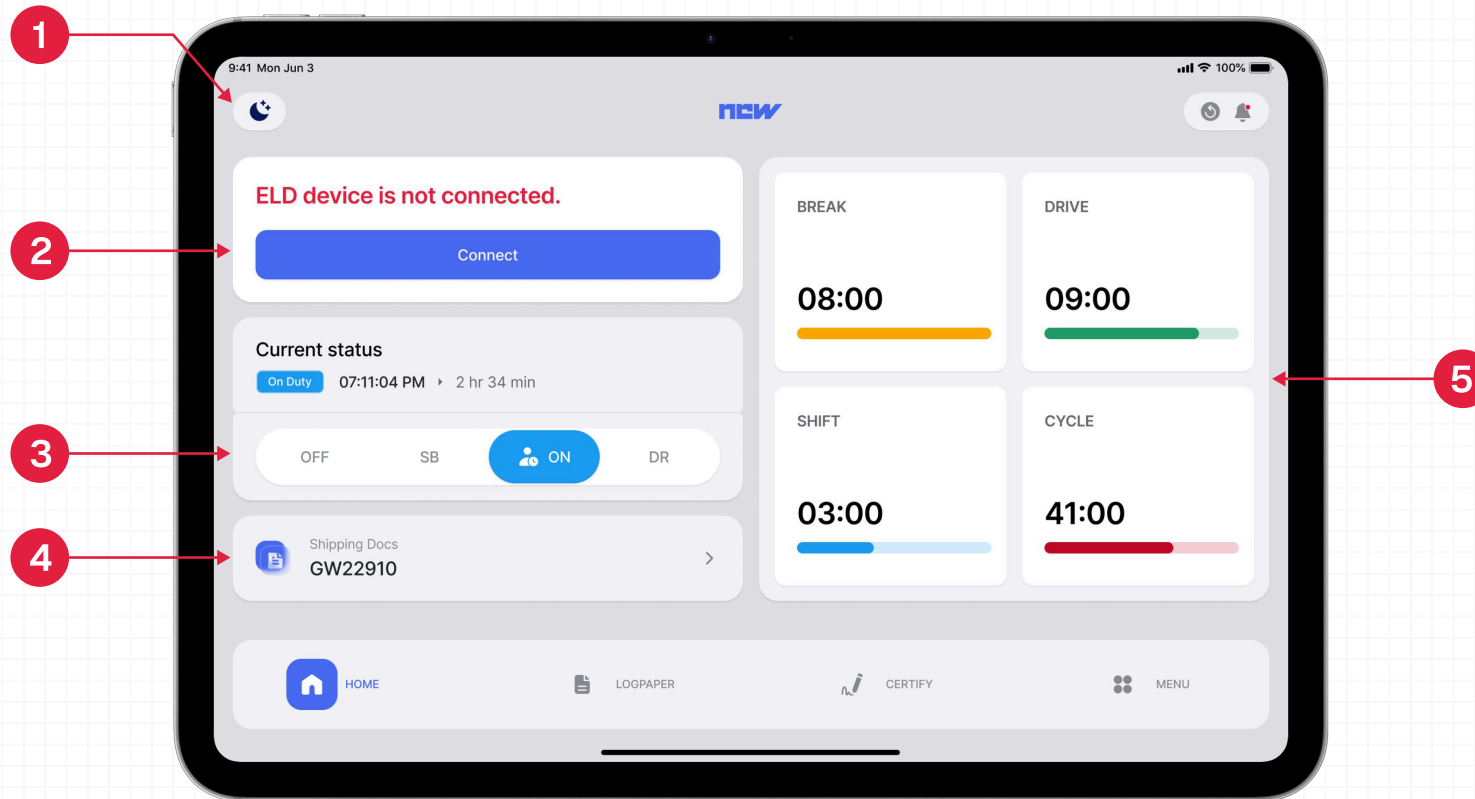 1
9:41 Mon Jun 3
100%
new
2
ELD device is not connected.
Connect
3
Current status
On Duty 07:11:04 PM 2 hr 34 min
OFF SB ON DR
4
Shipping Docs
GW22910
BREAK
08:00
DRIVE
09:00
SHIFT
03:00
CYCLE
41:00
5
HOME LOGPAPER CERTIFY MENU